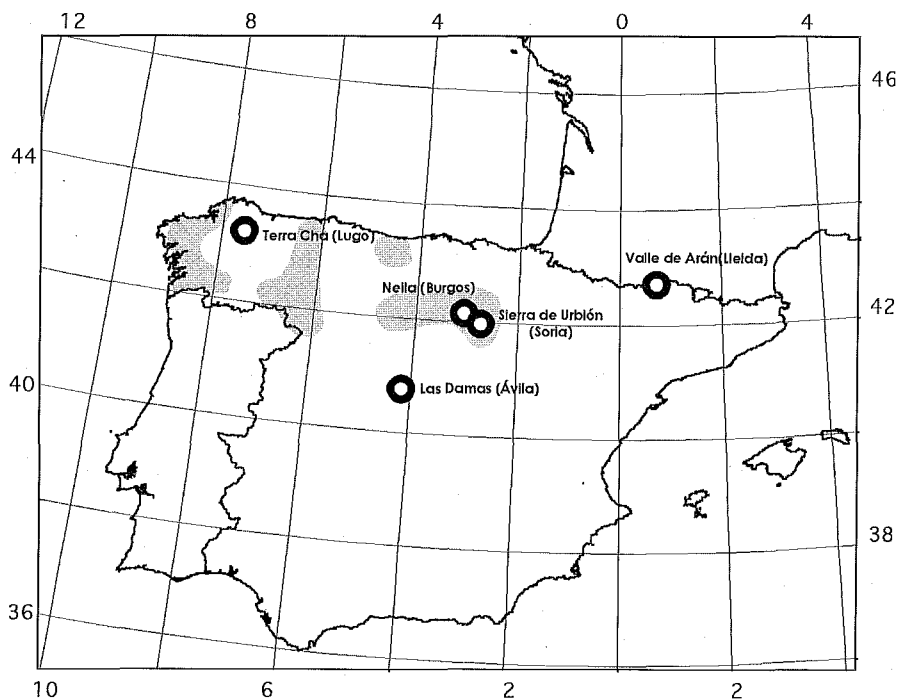 12 8 4 0 4
46
44
Terra Cha (Lugo)
Valle de Arán(Lleida)
Neila (Burgos)
42
Sierra de Urbión
(Soria)
40
Las Damas (Ávila)
38
36
10 6 2 2